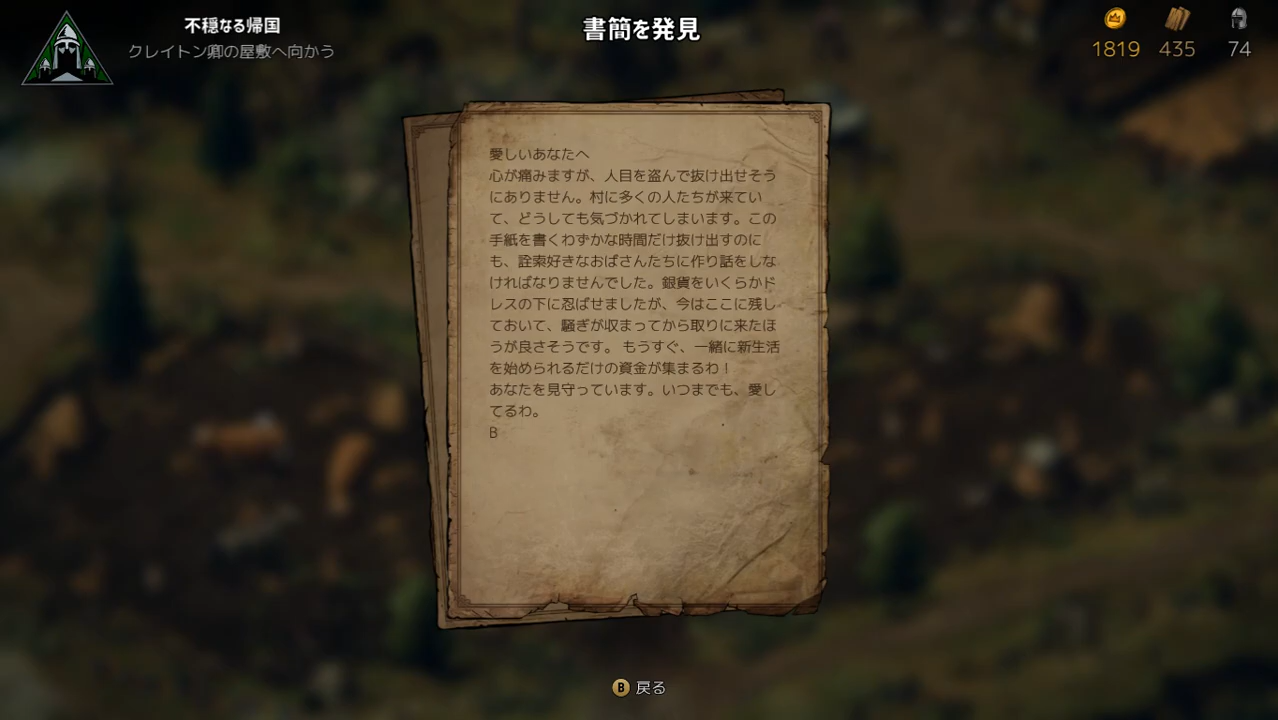 不穏なる帰国
クレイトン卿の屋敷へ向かう
書簡を発見
1819
435
74
愛しいあなたへ
心が痛みますが、人目を盗んで抜け出せそう
にありません。村に多くの人たちが来てい
て、どうしても気づかれてしまいます。この
手紙を書くわずかな時間だけ抜け出すのに
も、詮索好きなおばさんたちに作り話をしな
ければなりませんでした。銀貨をいくらかド
レスの下に忍ばせましたが、今はここに残し
ておいて、騒ぎが収まってから取りに来たほ
うが良さそうです。 もうすぐ、一緒に新生活
を始められるだけの資金が集まるわ！
あなたを見守っています。いつまでも、愛し
てるわ。
B
B 戻る